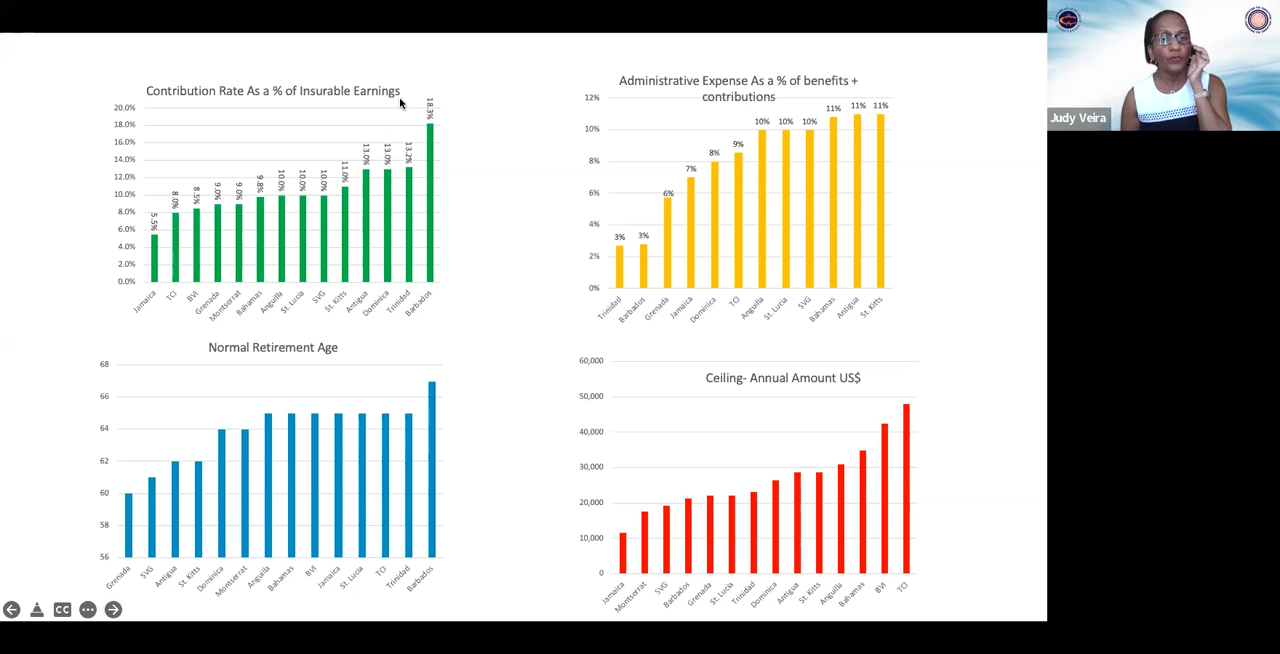 Contribution Rate As a % of Insurable Earnings
20.0%
18.0%
16.0%
14.0%
12.0%
10.0%
8.0%
6.0%
4.0%
2.0%
0.0%
5.5%
8.0%
8.5%
9.0%
9.0%
9.8%
10.0%
10.0%
10.0%
11.0%
13.0%
13.0%
13.2%
18.3%
Jamaica
TCI
BVI
Grenada
Montserrat
Bahamas
Anguilla
St. Lucia
SVG
St. Kitts
Antigua
Dominica
Trinidad
Barbados
Administrative Expense As a % of benefits +
contributions
12%
10%
8%
6%
4%
2%
0%
3%
3%
6%
7%
8%
9%
10%
10%
10%
11%
11%
11%
Trinidad
Barbados
Grenada
Jamaica
Dominica
TCI
Anguilla
St. Lucia
SVG
Bahamas
Antigua
St. Kitts
Judy Veira
Normal Retirement Age
68
66
64
62
60
58
56
Grenada
SVG
Antigua
St. Kitts
Dominica
Montserrat
Anguilla
Bahamas
BVI
Jamaica
St. Lucia
TCI
Trinidad
Barbados
Ceiling- Annual Amount US$
60,000
50,000
40,000
30,000
20,000
10,000
0
Jamaica
Montserrat
SVG
Barbados
Grenada
St. Lucia
Trinidad
Dominica
Antigua
St. Kitts
Anguilla
Bahamas
BVI
TCI
CC